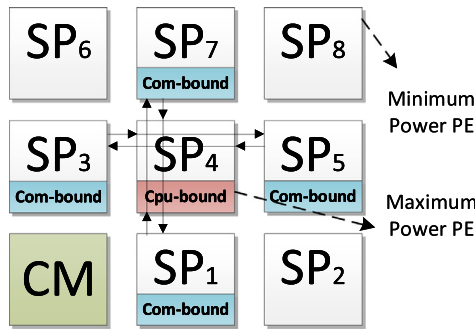 SP6 SP7 SP8
Com-bound
Minimum
Power PE
SP3 SP4 SP5
Com-bound Cpu-bound Com-bound
Maximum
Power PE
CM SP1 SP2
Com-bound